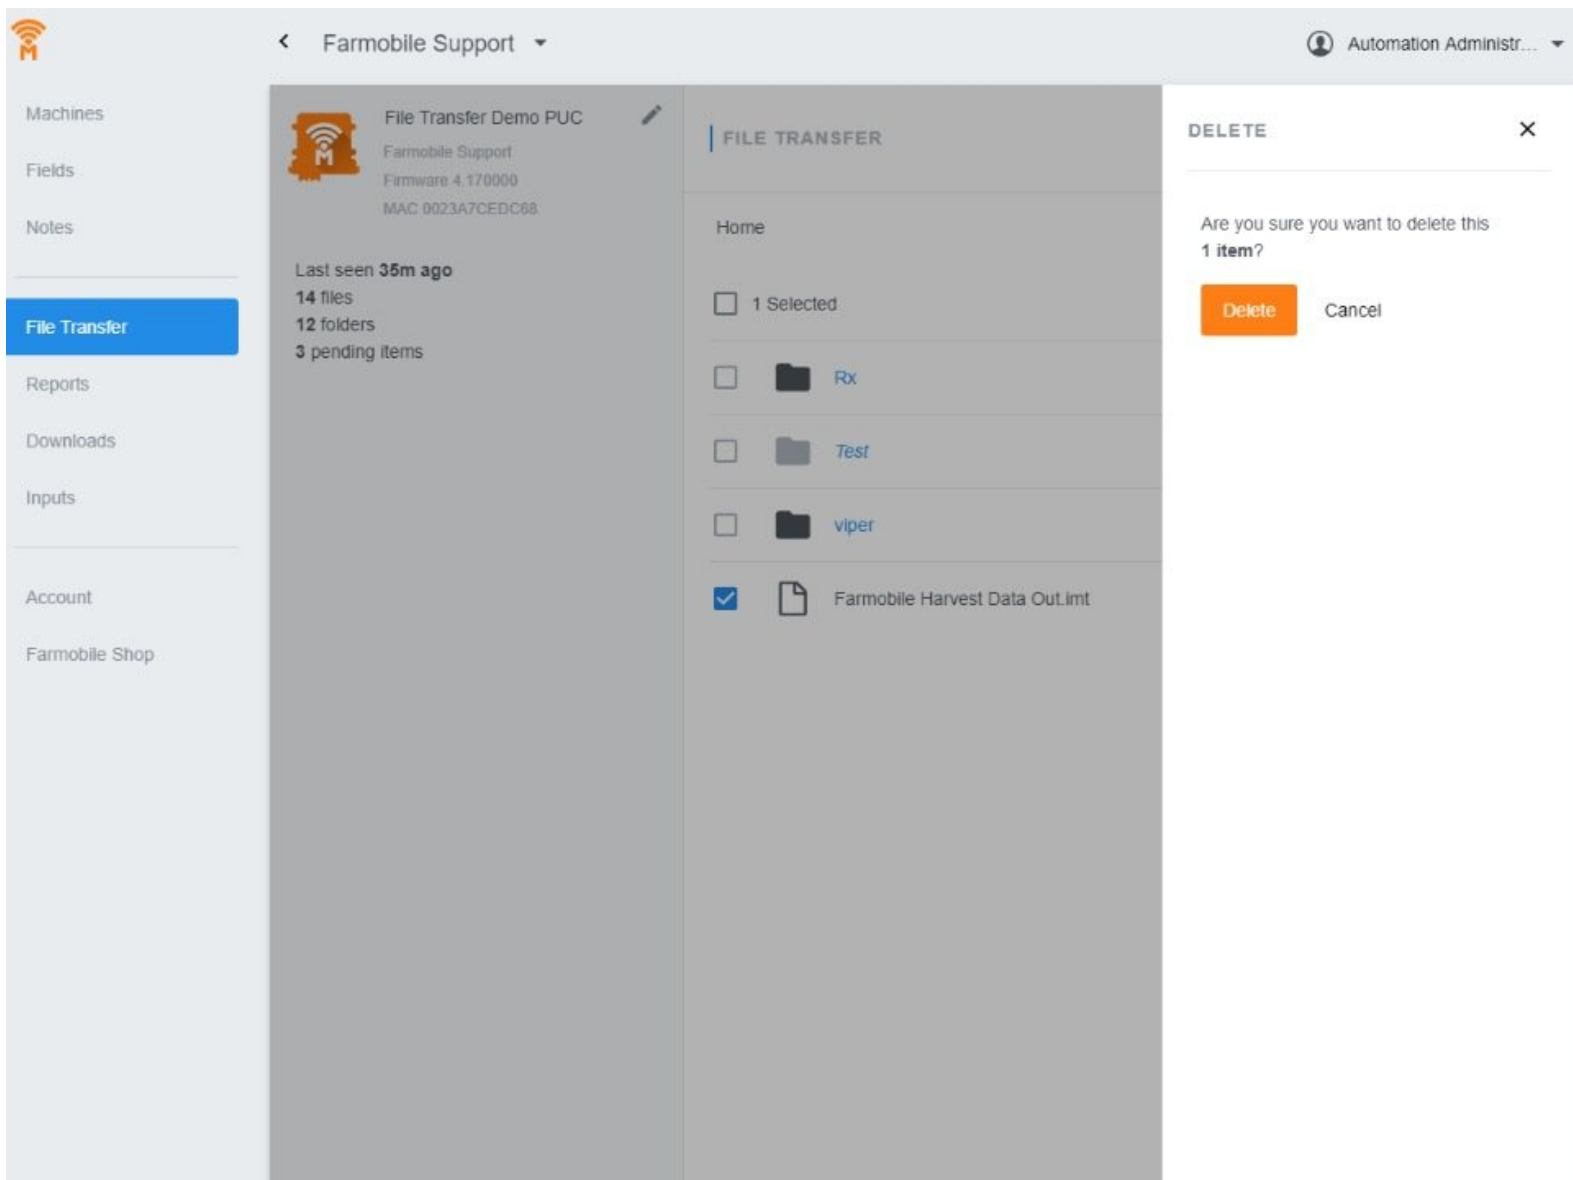 Farmobile Support
Automation Administr...
Machines
Fields
Notes
File Transfer
Reports
Downloads
Inputs
Account
Farmobile Shop
File Transfer Demo PUC
Farmobile Support
Firmware 4.170000
MAC 0023A7CEDC68
Last seen 35m ago
14 files
12 folders
3 pending items
FILE TRANSFER
Home
1 Selected
Rx
Test
viper
Farmobile Harvest Data Out.imt
DELETE
Are you sure you want to delete this
1 item?
Delete
Cancel